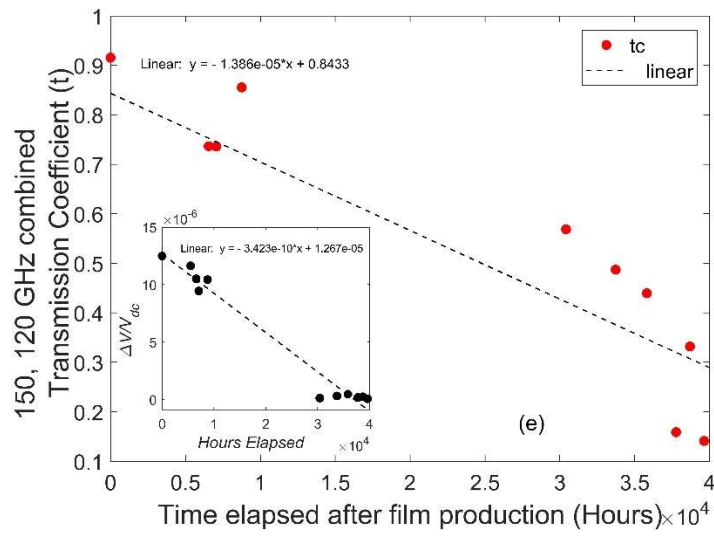 1
0.9
0.8
0.7
0.6
0.5
0.4
0.3
0.2
0.1
150, 120 GHz combined
Transmission Coefficient (t)
Linear: y = - 1.386e-05*x + 0.8433
tc
linear
×10⁻⁶
15
10
5
0
ΔV/V_dc
Linear: y = - 3.423e-10*x + 1.267e-05
0 1 2 3 4
Hours Elapsed ×10⁴
(e)
0 0.5 1 1.5 2 2.5 3 3.5 4
Time elapsed after film production (Hours) ×10⁴